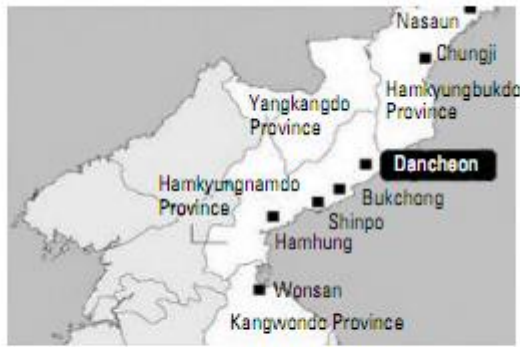 Nasaun
Chungji
Hamkyungbukdo
Province
Yangkangdo
Province
Dancheon
Hamkyungnamdo
Province
Bukchong
Shinpo
Hamhung
Wonsan
Kangwondo Province